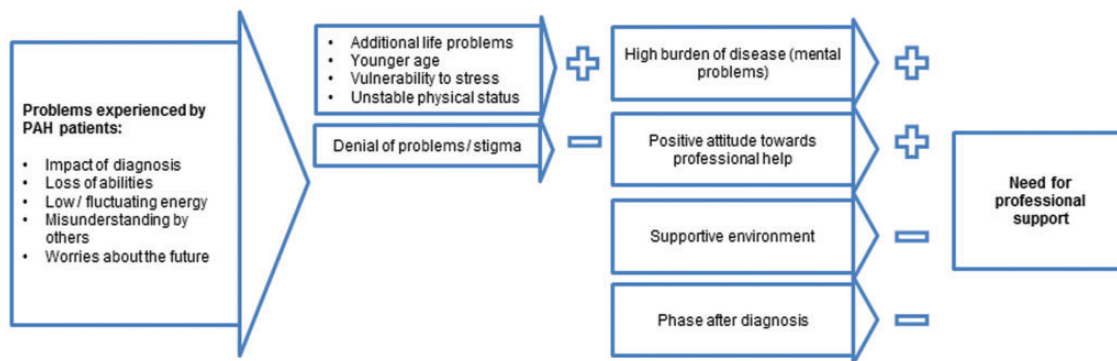 Problems experienced by
PAH patients:
• Impact of diagnosis
• Loss of abilities
• Low / fluctuating energy
• Misunderstanding by
others
• Worries about the future
• Additional life problems
• Younger age
• Vulnerability to stress
• Unstable physical status
Denial of problems / stigma
High burden of disease (mental
problems)
Positive attitude towards
professional help
Supportive environment
Phase after diagnosis
Need for
professional
support